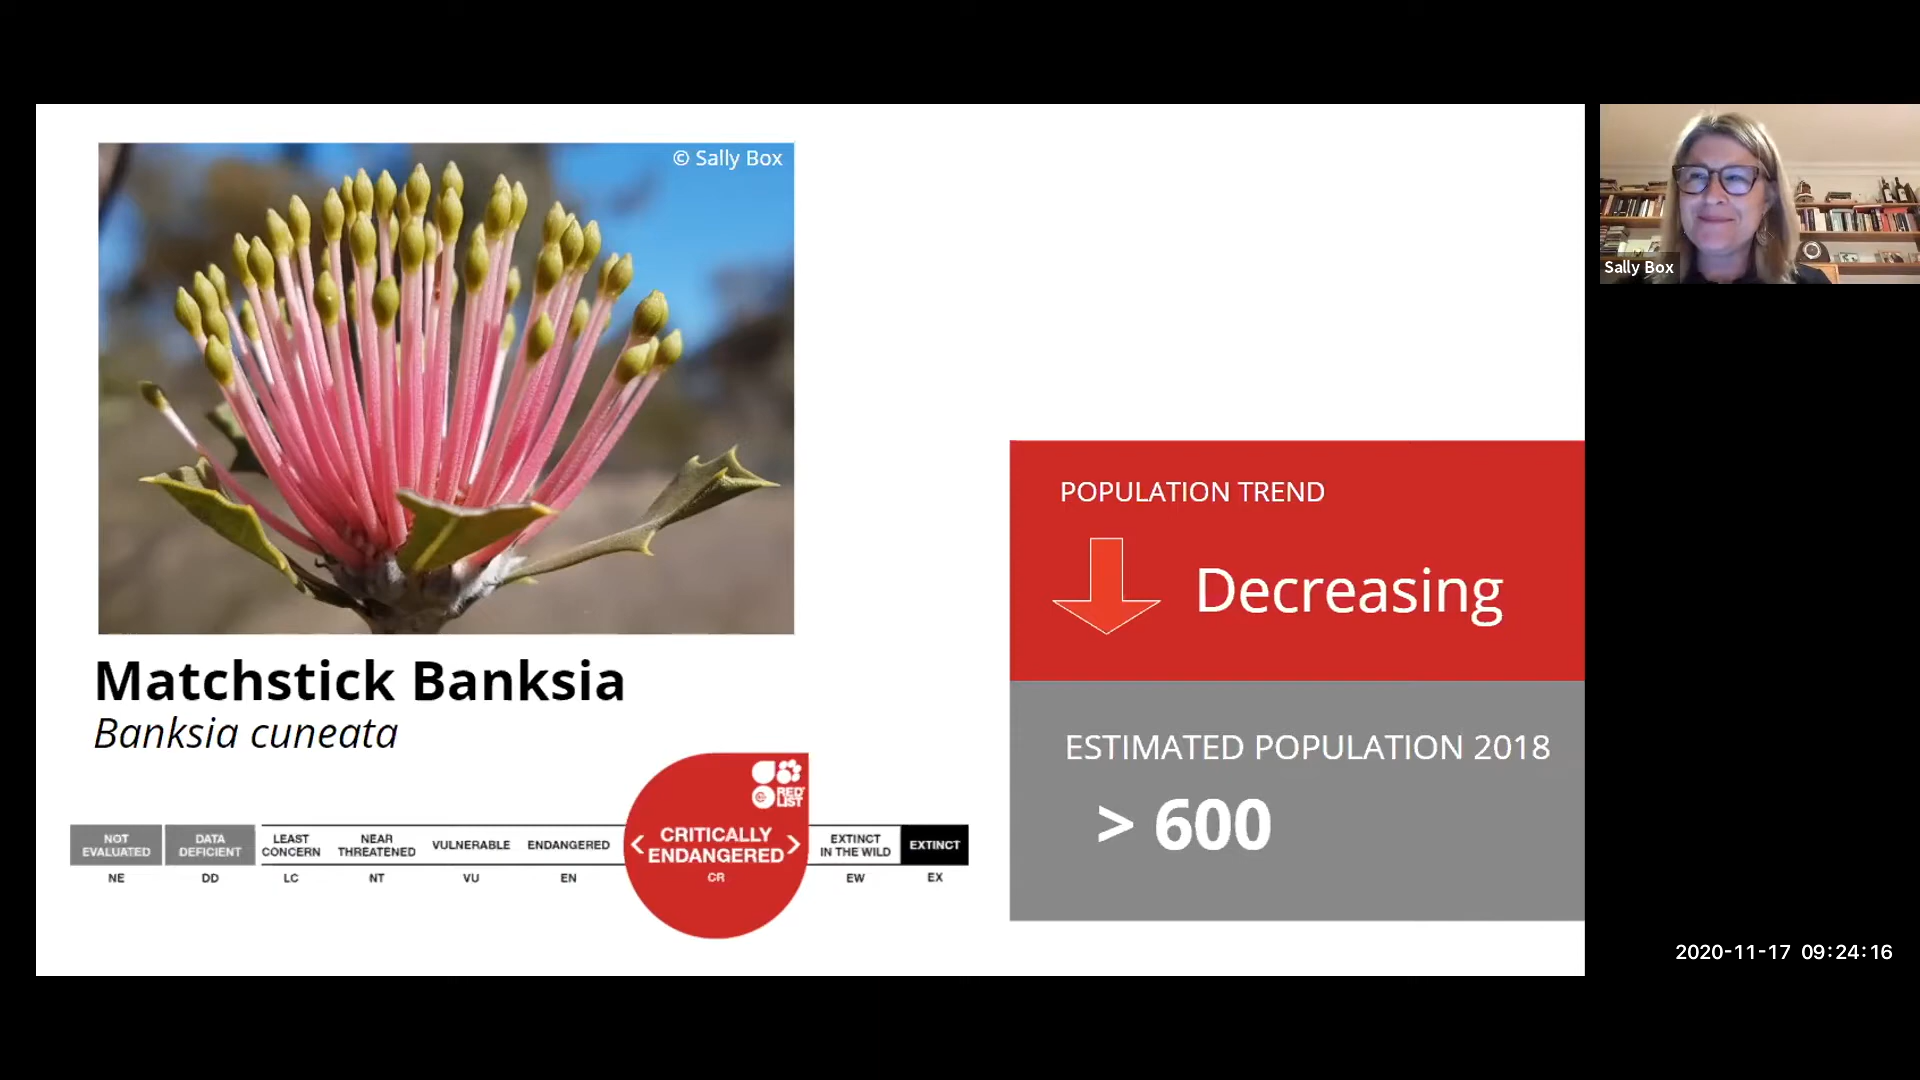 © Sally Box
Sally Box
Matchstick Banksia
Banksia cuneata
RED
LIST
NOT
EVALUATED
NE
DATA
DEFICIENT
DD
LEAST
CONCERN
LC
NEAR
THREATENED
NT
VULNERABLE
VU
ENDANGERED
EN
< CRITICALLY
ENDANGERED >
CR
EXTINCT
IN THE WILD
EW
EXTINCT
EX
POPULATION TREND
Decreasing
ESTIMATED POPULATION 2018
> 600
2020-11-17 09:24:16